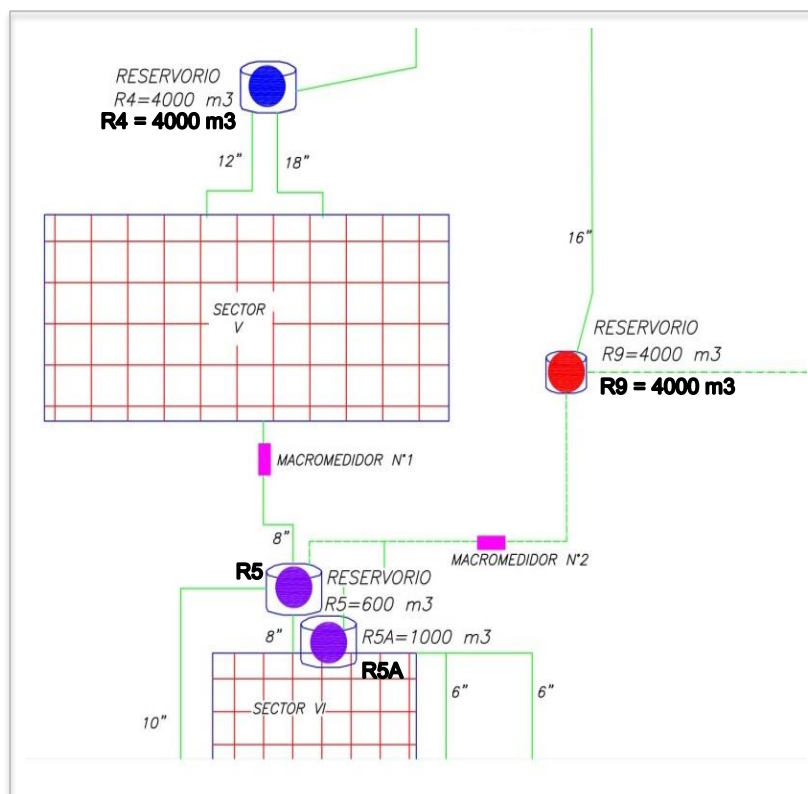 RESERVORIO
R4=4000 m3
R4 = 4000 m3
12”
18”
16”
SECTOR
V
RESERVORIO
R9=4000 m3
R9 = 4000 m3
MACROMEDIDOR N°1
8”
MACROMEDIDOR N°2
R5
RESERVORIO
R5=600 m3
8”
R5A=1000 m3
R5A
SECTOR VI
10”
6”
6”